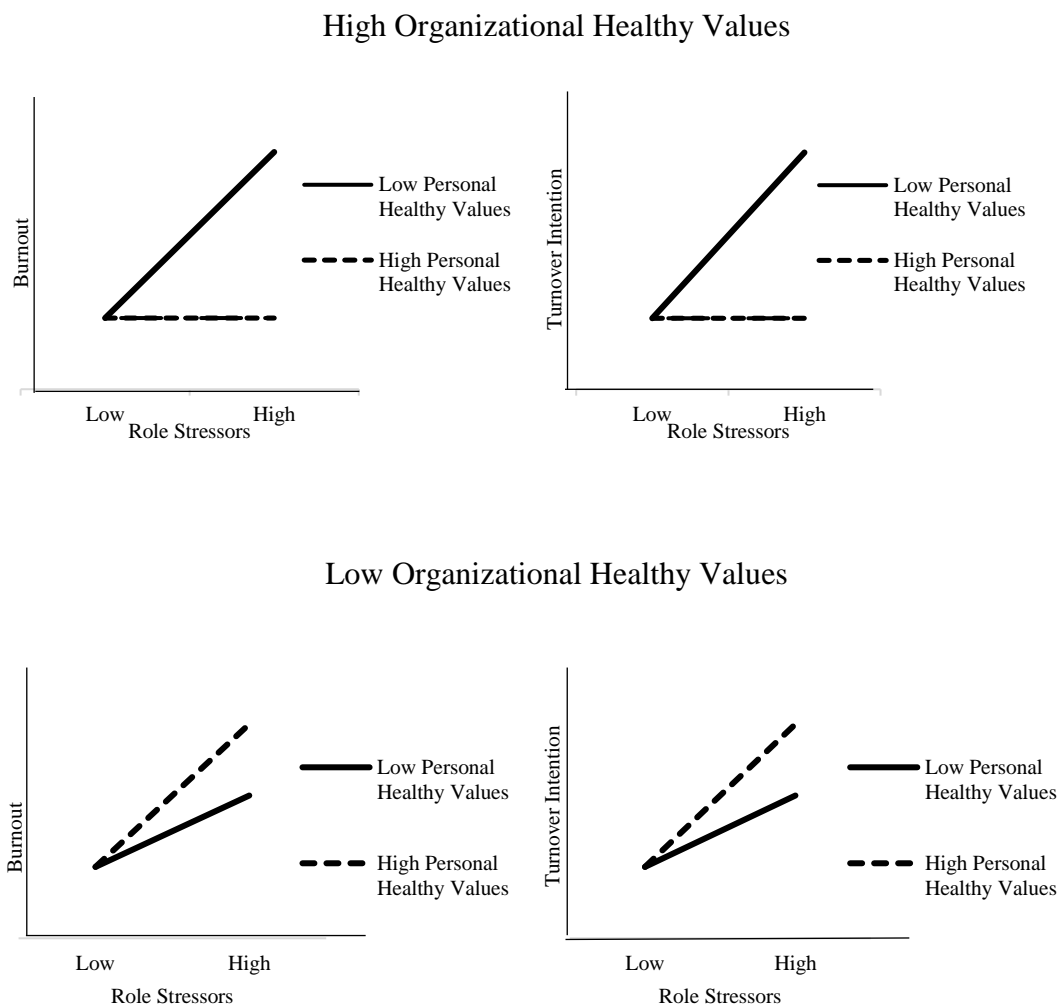 High Organizational Healthy Values
Burnout
Low Personal
Healthy Values
High Personal
Healthy Values
Low
High
Role Stressors
Turnover Intention
Low Personal
Healthy Values
High Personal
Healthy Values
Low
High
Role Stressors
Low Organizational Healthy Values
Burnout
Low Personal
Healthy Values
High Personal
Healthy Values
Low
High
Role Stressors
Turnover Intention
Low Personal
Healthy Values
High Personal
Healthy Values
Low
High
Role Stressors